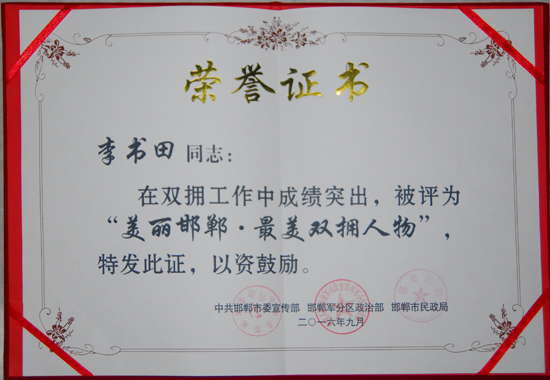 荣誉证书
李书田 同志：
在双拥工作中成绩突出，被评为
“美丽邯郸·最美双拥人物”，
特发此证，以资鼓励。
中共邯郸市委宣传部 邯郸军分区政治部 邯郸市民政局
二〇一六年九月